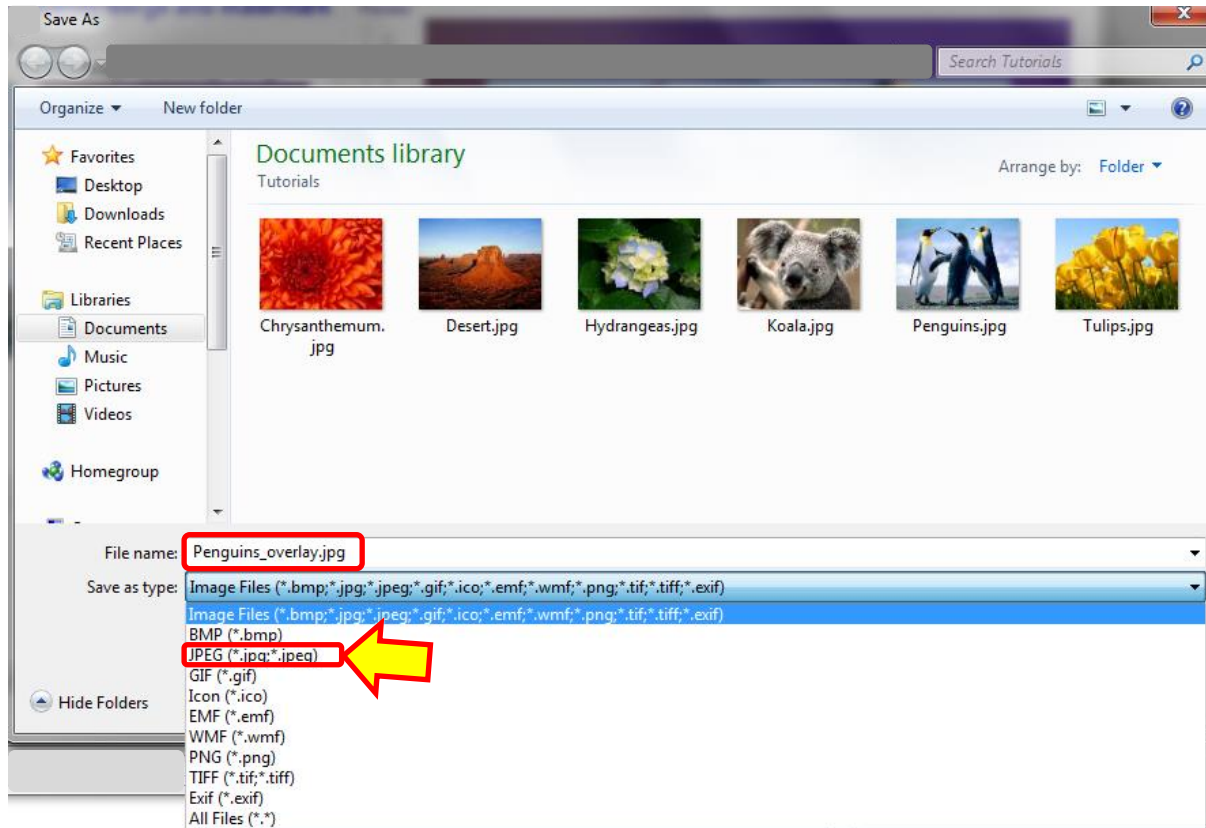 Save As
Search Tutorials
Organize New folder
Favorites
Desktop
Downloads
Recent Places
Libraries
Documents
Music
Pictures
Videos
Homegroup
Documents library
Tutorials
Arrange by: Folder
Chrysanthemum.
jpg
Desert.jpg
Hydrangeas.jpg
Koala.jpg
Penguins.jpg
Tulips.jpg
File name: Penguins_overlay.jpg
Save as type: Image Files (*.bmp;*.jpg;*.jpeg;*.gif;*.ico;*.emf;*.wmf;*.png;*.tif;*.tiff;*.exif)
Image Files (*.bmp;*.jpg;*.jpeg;*.gif;*.ico;*.emf;*.wmf;*.png;*.tif;*.tiff;*.exif)
BMP (*.bmp)
JPEG (*.jpg;*.jpeg)
GIF (*.gif)
Icon (*.ico)
EMF (*.emf)
WMF (*.wmf)
PNG (*.png)
TIFF (*.tif;*.tiff)
Exif (*.exif)
All Files (*.*)
Hide Folders